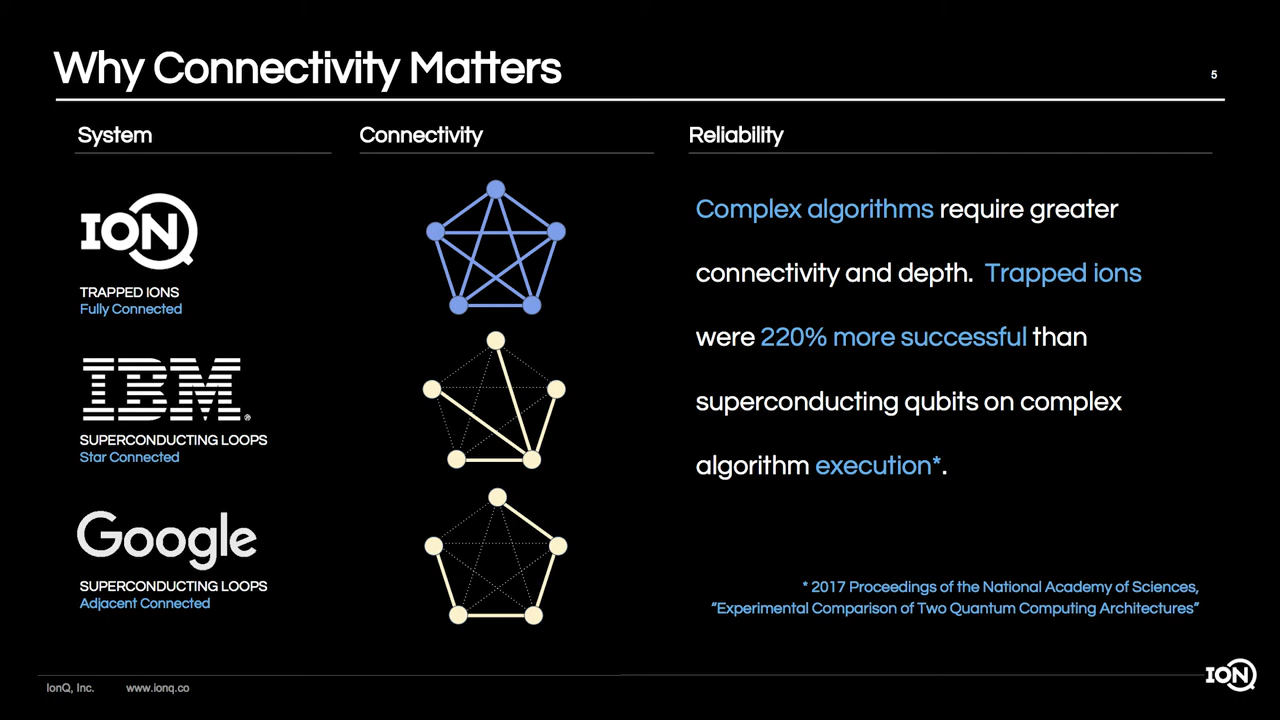 Why Connectivity Matters
5
System
Connectivity
Reliability
IONQ
TRAPPED IONS
Fully Connected
IBM®
SUPERCONDUCTING LOOPS
Star Connected
Google
SUPERCONDUCTING LOOPS
Adjacent Connected
Complex algorithms require greater
connectivity and depth. Trapped ions
were 220% more successful than
superconducting qubits on complex
algorithm execution*.
* 2017 Proceedings of the National Academy of Sciences,
"Experimental Comparison of Two Quantum Computing Architectures"
IonQ, Inc. www.ionq.co
IONQ